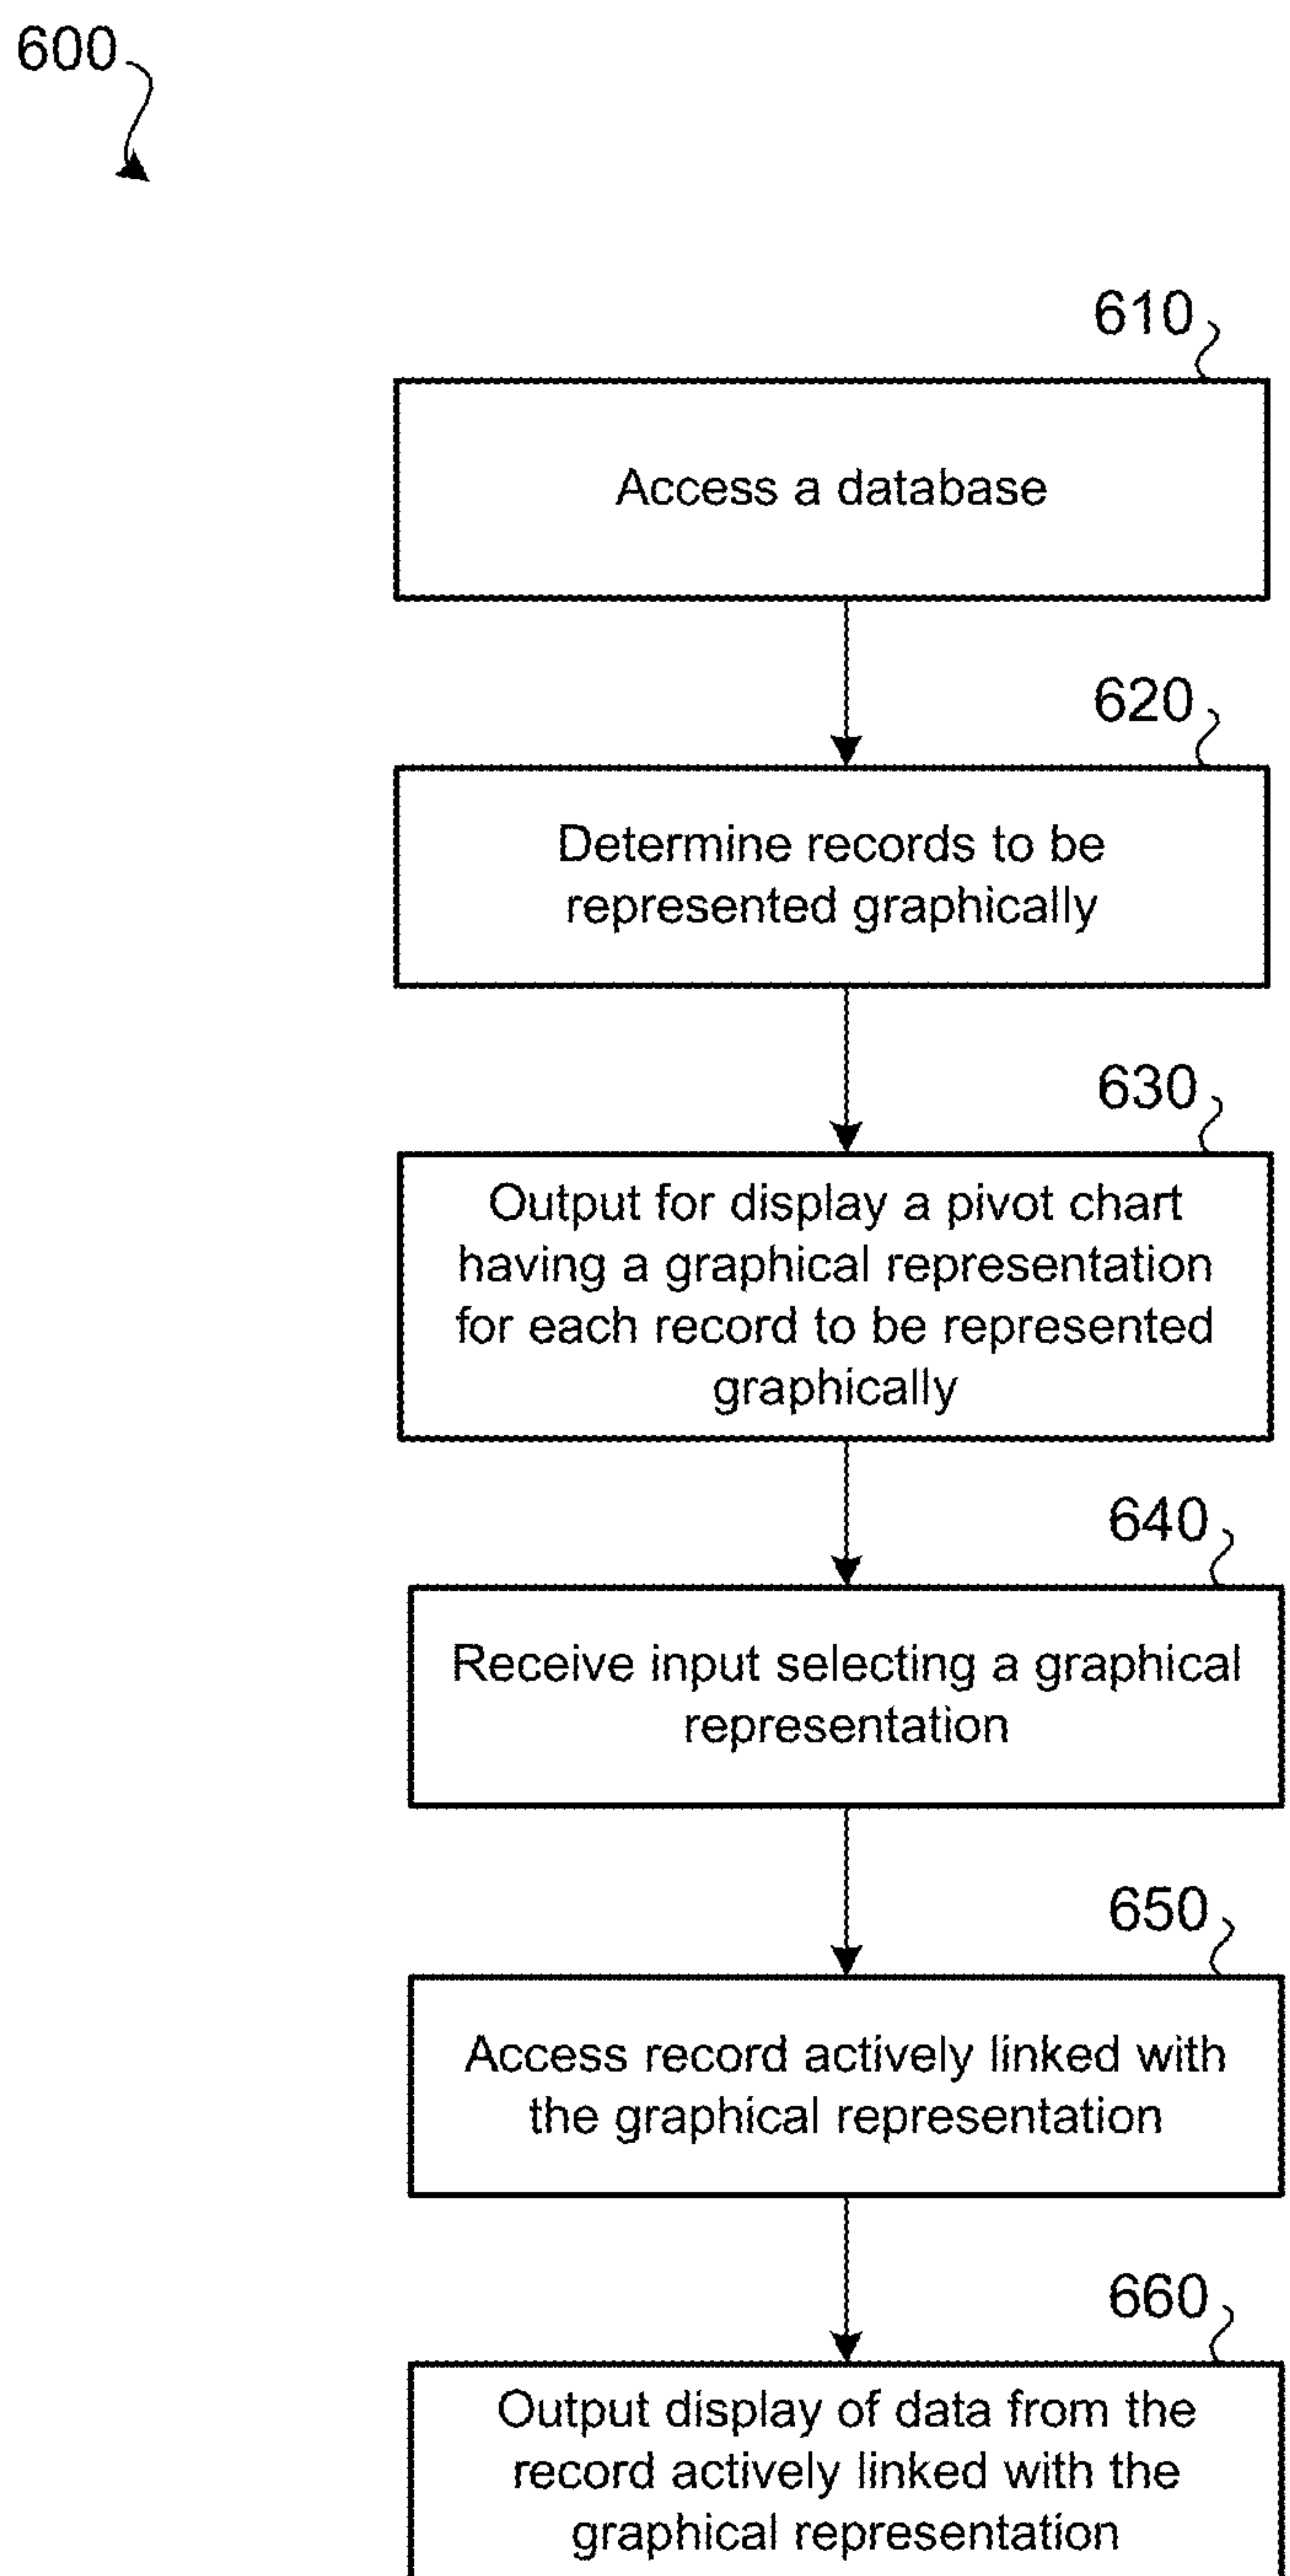 600
610
Access a database
620
Determine records to be
represented graphically
630
Output for display a pivot chart
having a graphical representation
for each record to be represented
graphically
640
Receive input selecting a graphical
representation
650
Access record actively linked with
the graphical representation
660
Output display of data from the
record actively linked with the
graphical representation